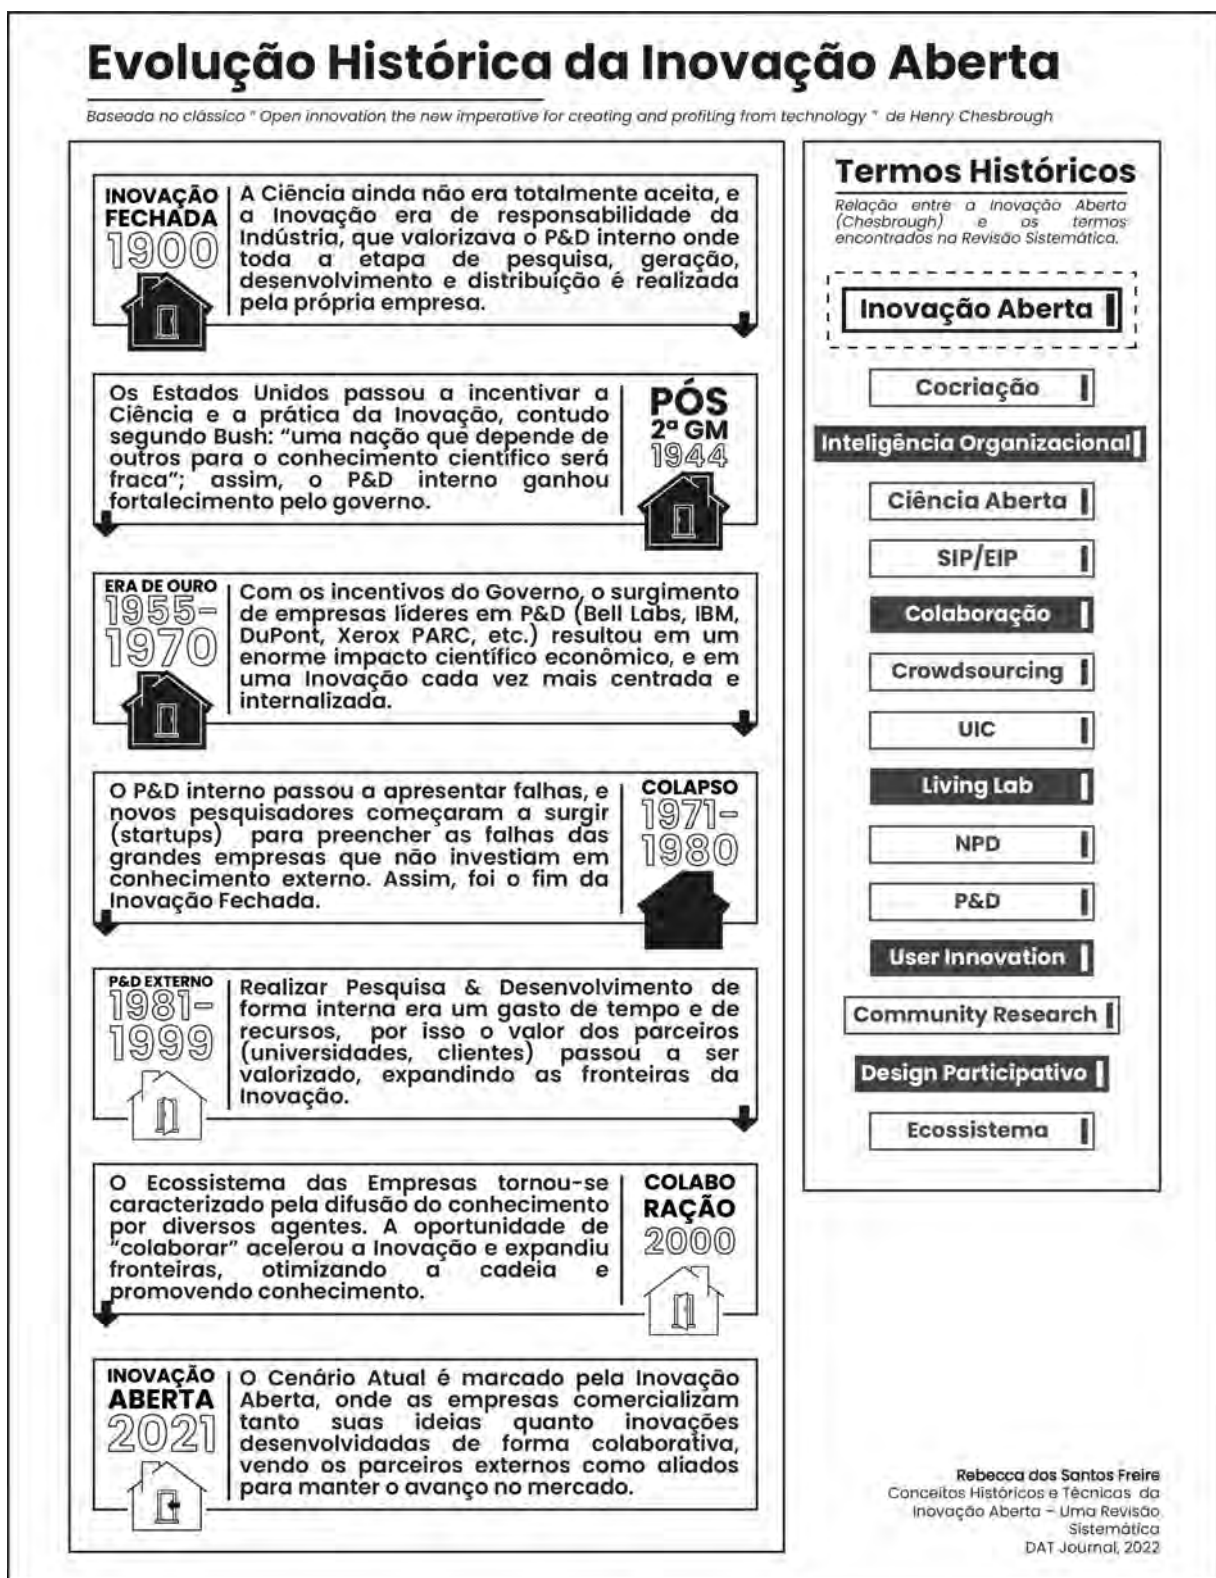 Evolução Histórica da Inovação Aberta
Baseada no clássico " Open innovation the new imperative for creating and profiting from technology " de Henry Chesbrough
INOVAÇÃO
FECHADA
1900
A Ciência ainda não era totalmente aceita, e
a Inovação era de responsabilidade da
Indústria, que valorizava o P&D interno onde
toda a etapa de pesquisa, geração,
desenvolvimento e distribuição é realizada
pela própria empresa.
Os Estados Unidos passou a incentivar a
Ciência e a prática da Inovação, contudo
segundo Bush: “uma nação que depende de
outros para o conhecimento científico será
fraca”; assim, o P&D interno ganhou
fortalecimento pelo governo.
PÓS
2ª GM
1944
ERA DE OURO
1955-
1970
Com os incentivos do Governo, o surgimento
de empresas líderes em P&D (Bell Labs, IBM,
DuPont, Xerox PARC, etc.) resultou em um
enorme impacto científico econômico, e em
uma Inovação cada vez mais centrada e
internalizada.
O P&D interno passou a apresentar falhas, e
novos pesquisadores começaram a surgir
(startups) para preencher as falhas das
grandes empresas que não investiam em
conhecimento externo. Assim, foi o fim da
Inovação Fechada.
COLAPSO
1971-
1980
P&D EXTERNO
1981-
1999
Realizar Pesquisa & Desenvolvimento de
forma interna era um gasto de tempo e de
recursos, por isso o valor dos parceiros
(universidades, clientes) passou a ser
valorizado, expandindo as fronteiras da
Inovação.
O Ecossistema das Empresas tornou-se
caracterizado pela difusão do conhecimento
por diversos agentes. A oportunidade de
“colaborar” acelerou a Inovação e expandiu
fronteiras, otimizando a cadeia e
promovendo conhecimento.
COLABO
RAÇÃO
2000
INOVAÇÃO
ABERTA
2021
O Cenário Atual é marcado pela Inovação
Aberta, onde as empresas comercializam
tanto suas ideias quanto inovações
desenvolvidadas de forma colaborativa,
vendo os parceiros externos como aliados
para manter o avanço no mercado.
Termos Históricos
Relação entre a Inovação Aberta
(Chesbrough) e os termos
encontrados na Revisão Sistemática.
Inovação Aberta
Cocriação
Inteligência Organizacional
Ciência Aberta
SIP/EIP
Colaboração
Crowdsourcing
UIC
Living Lab
NPD
P&D
User Innovation
Community Research
Design Participativo
Ecossistema
Rebecca dos Santos Freire
Conceitos Históricos e Técnicas da
Inovação Aberta – Uma Revisão
Sistemática
DAT Journal, 2022